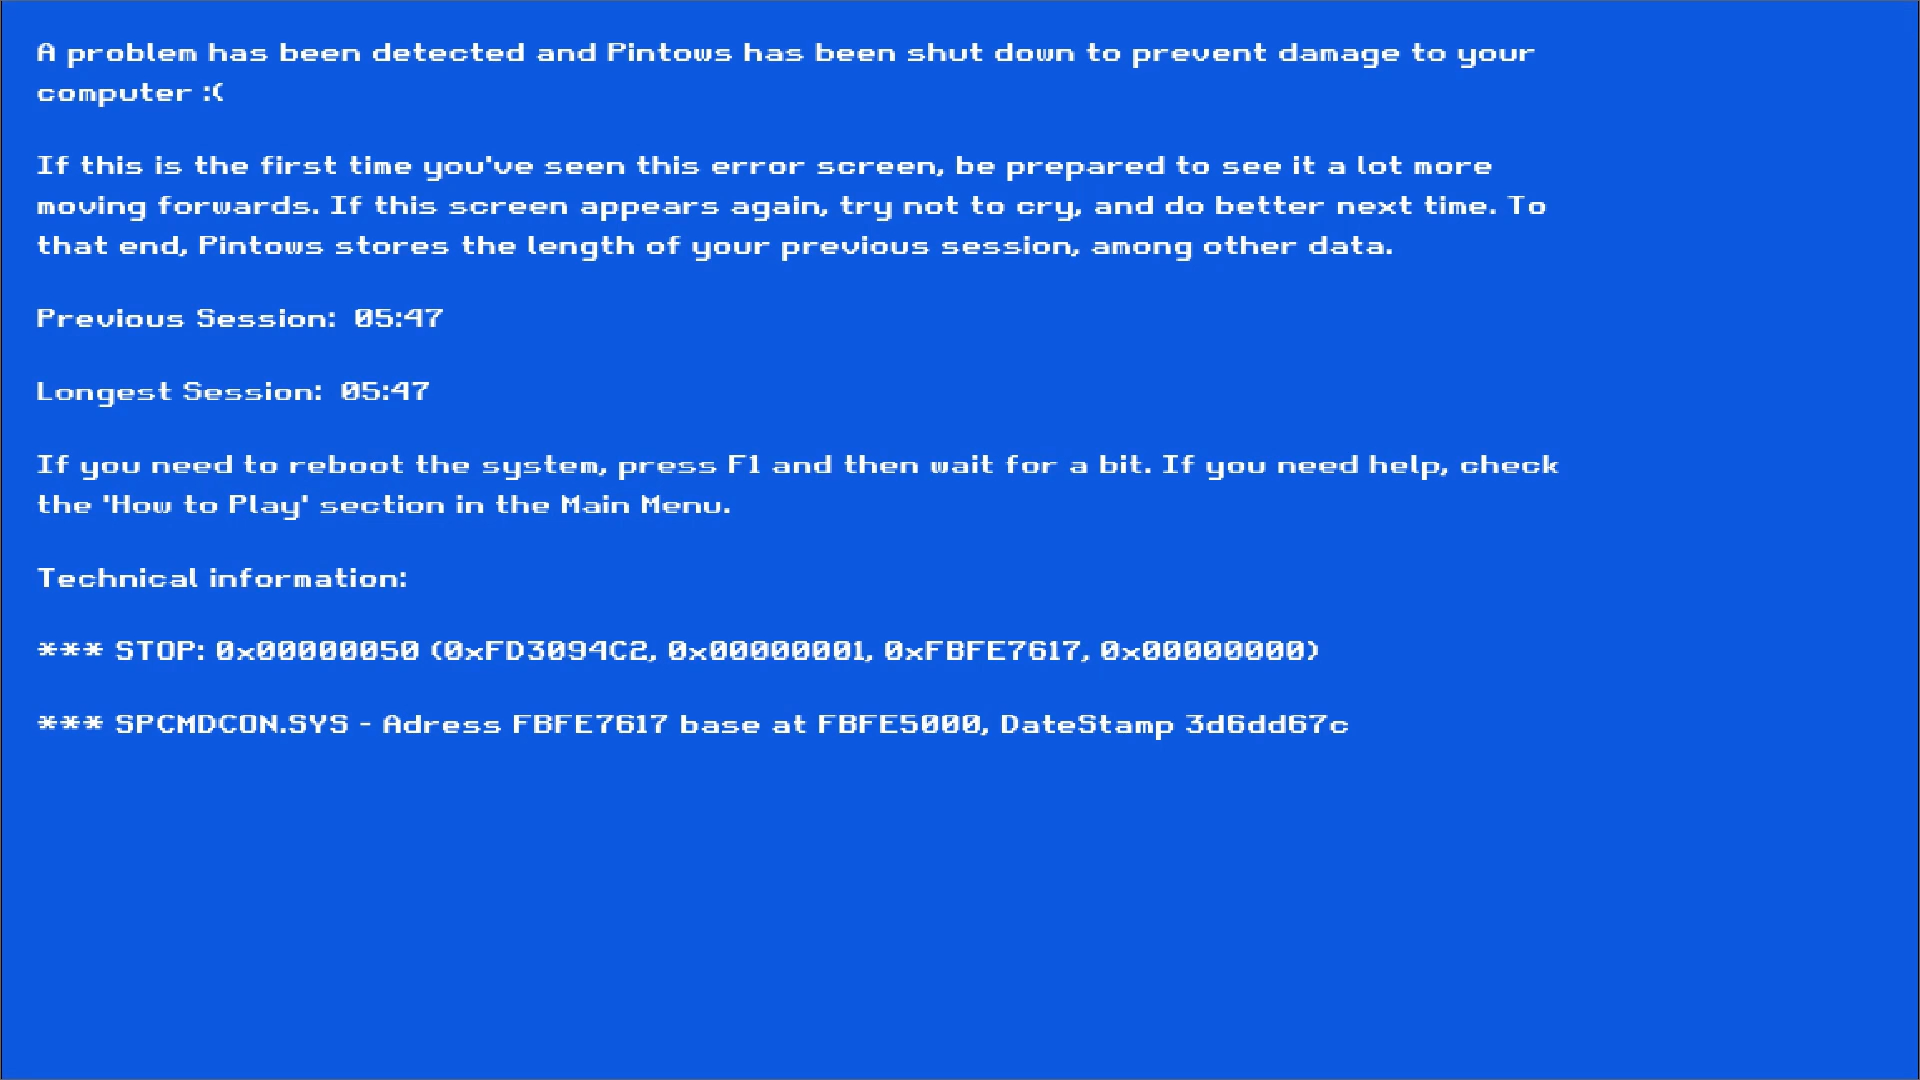 A problem has been detected and Pintows has been shut down to prevent damage to your
computer :(
If this is the first time you've seen this error screen, be prepared to see it a lot more
moving forwards. If this screen appears again, try not to cry, and do better next time. To
that end, Pintows stores the length of your previous session, among other data.
Previous Session: 05:47
Longest Session: 05:47
If you need to reboot the system, press F1 and then wait for a bit. If you need help, check
the 'How to Play' section in the Main Menu.
Technical information:
*** STOP: 0x00000050 (0xFD3094C2, 0x00000001, 0xFBFE7617, 0x00000000)
*** SPCMDCON.SYS - Adress FBFE7617 base at FBFE5000, DateStamp 3d6dd67c